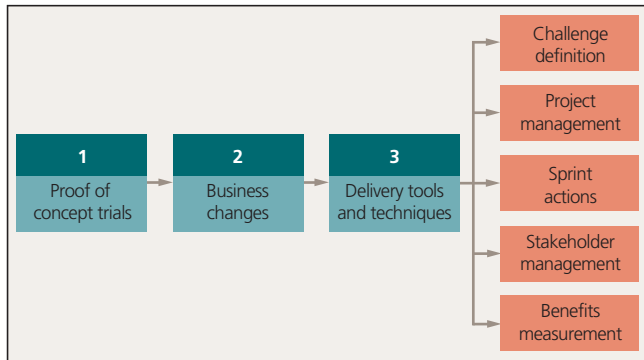 1
Proof of
concept trials
2
Business
changes
3
Delivery tools
and techniques
Challenge
definition
Project
management
Sprint
actions
Stakeholder
management
Benefits
measurement